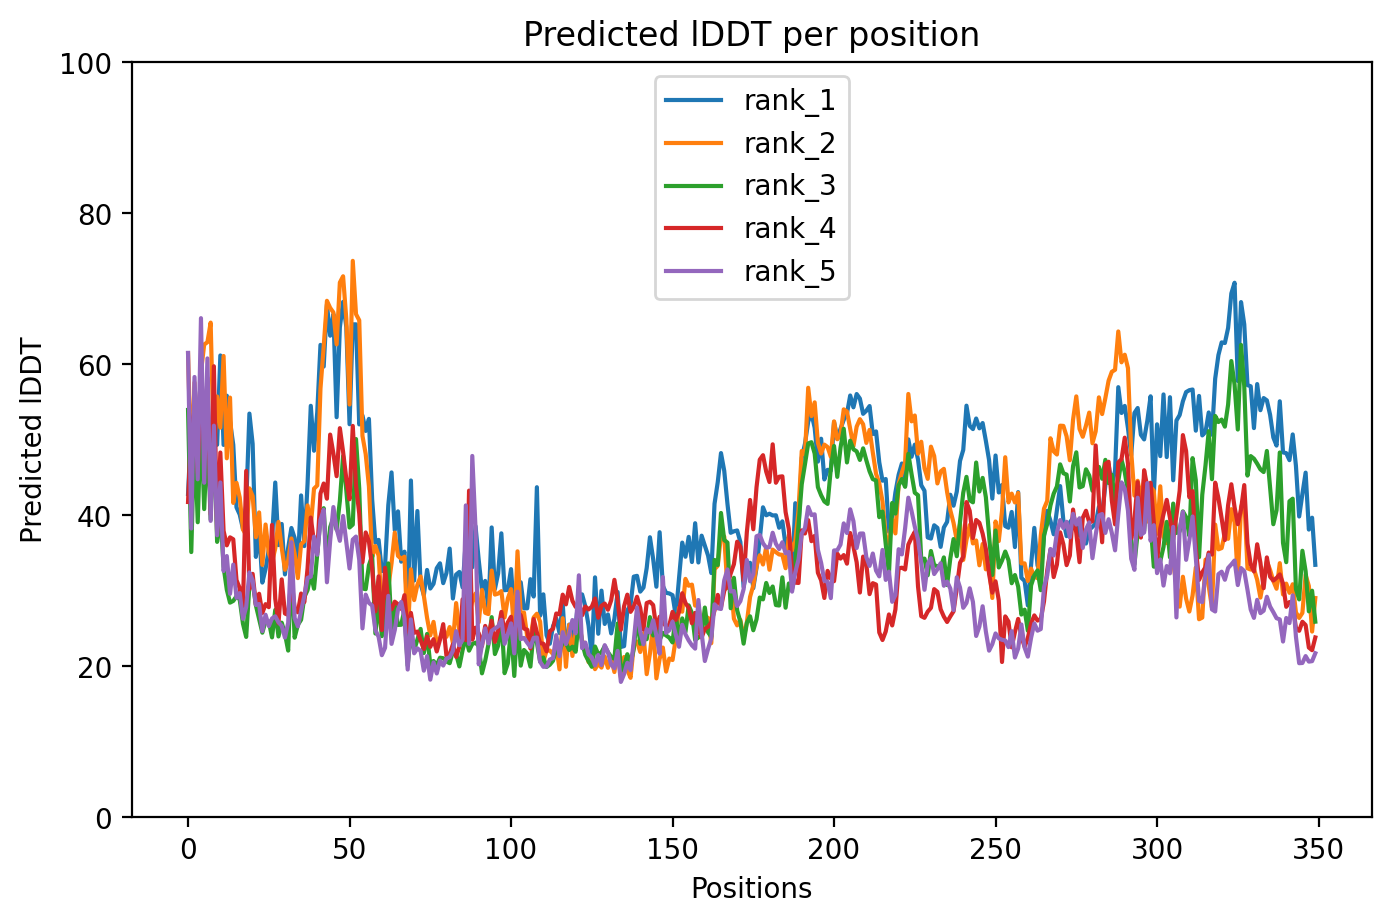 Predicted lDDT per position
100
80
60
40
20
0
Predicted lDDT
rank_1
rank_2
rank_3
rank_4
rank_5
0 50 100 150 200 250 300 350
Positions